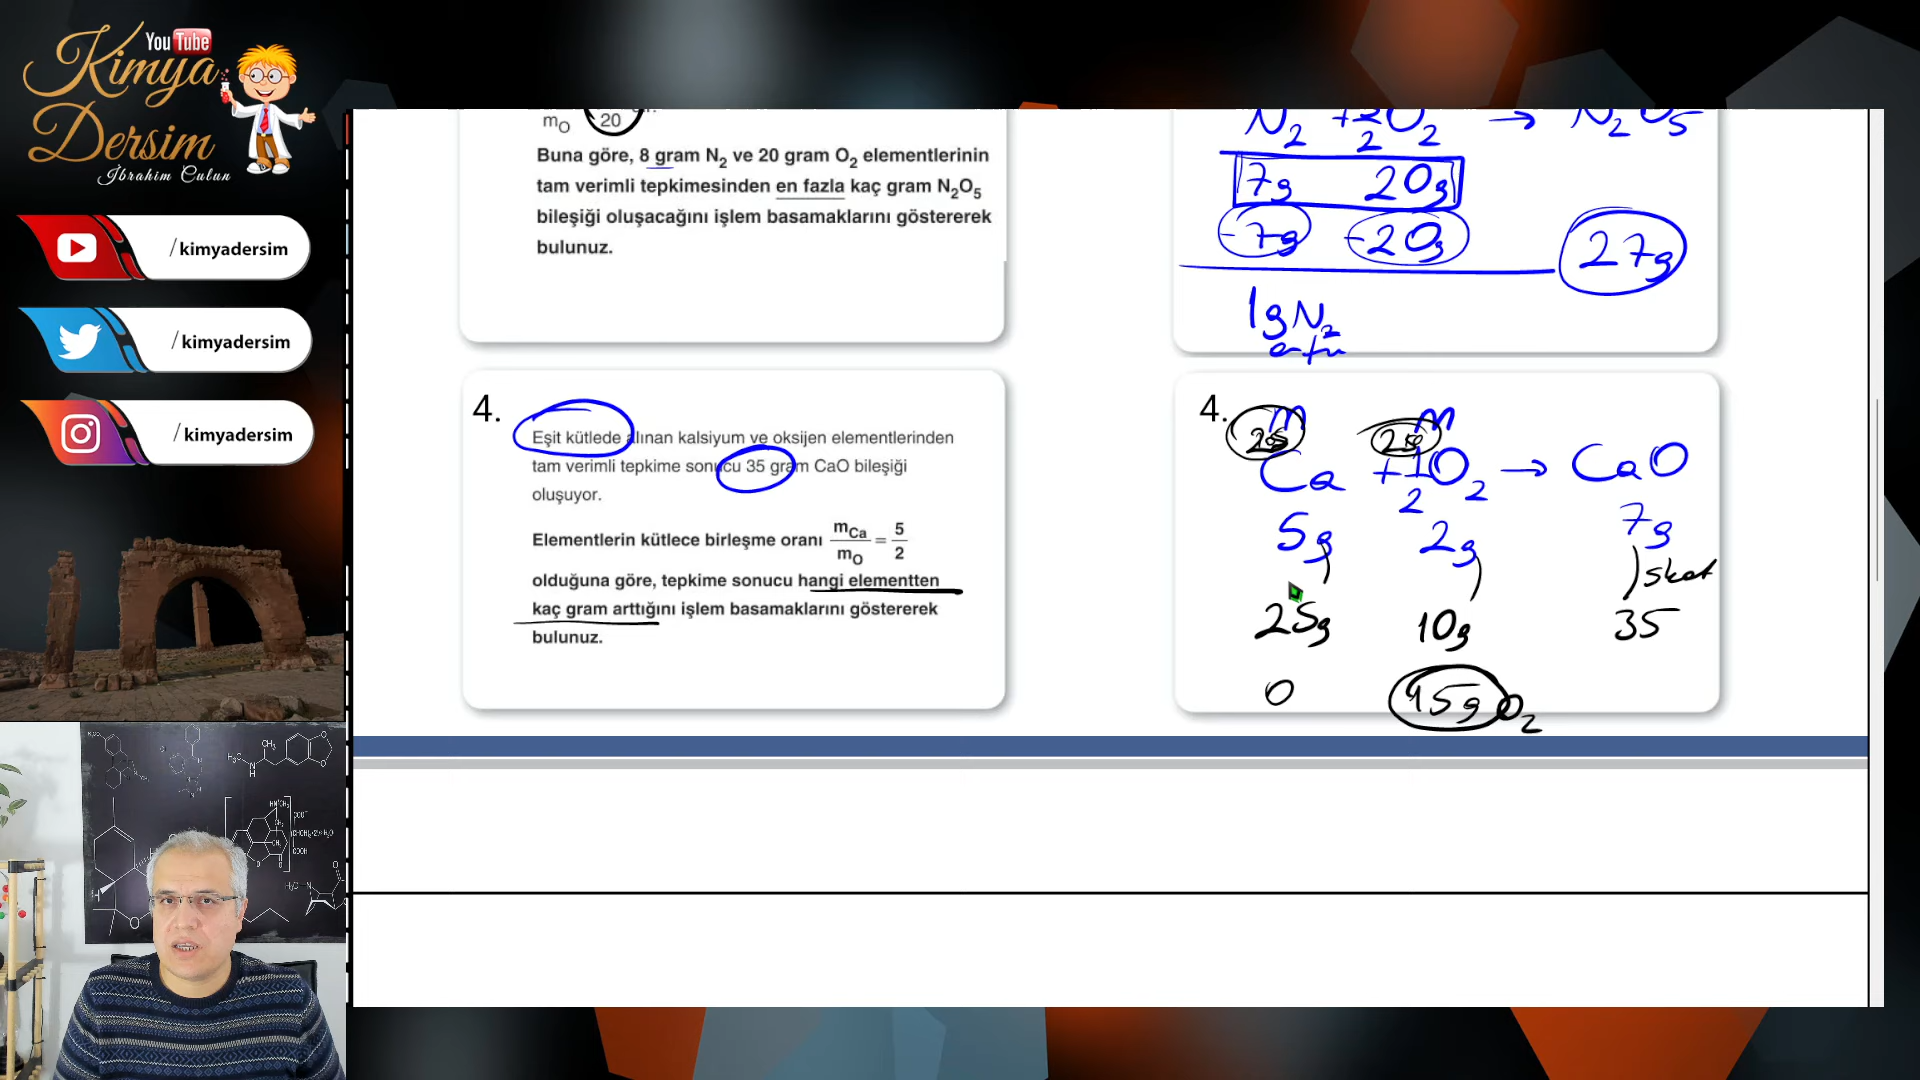 YouTube
Kimya
Dersim
İbrahim Culun
/kimyadersim
/kimyadersim
/kimyadersim
mO 20
Buna göre, 8 gram N2 ve 20 gram O2 elementlerinin
tam verimli tepkimesinden en fazla kaç gram N2O5
bileşiği oluşacağını işlem basamaklarını göstererek
bulunuz.
N2 + 2O2 → N2O5
2
7g 20g
-7g -20g
27g
1g N2
4.
Eşit kütlede alınan kalsiyum ve oksijen elementlerinden
tam verimli tepkime sonucu 35 gram CaO bileşiği
oluşuyor.
Elementlerin kütlece birleşme oranı mCa/mO = 5/2
olduğuna göre, tepkime sonucu hangi elementten
kaç gram arttığını işlem basamaklarını göstererek
bulunuz.
4.
m m
25 25
Ca + 1/2 O2 → CaO
5g 2g 7g
5kat
25g 10g 35
0 15g O2